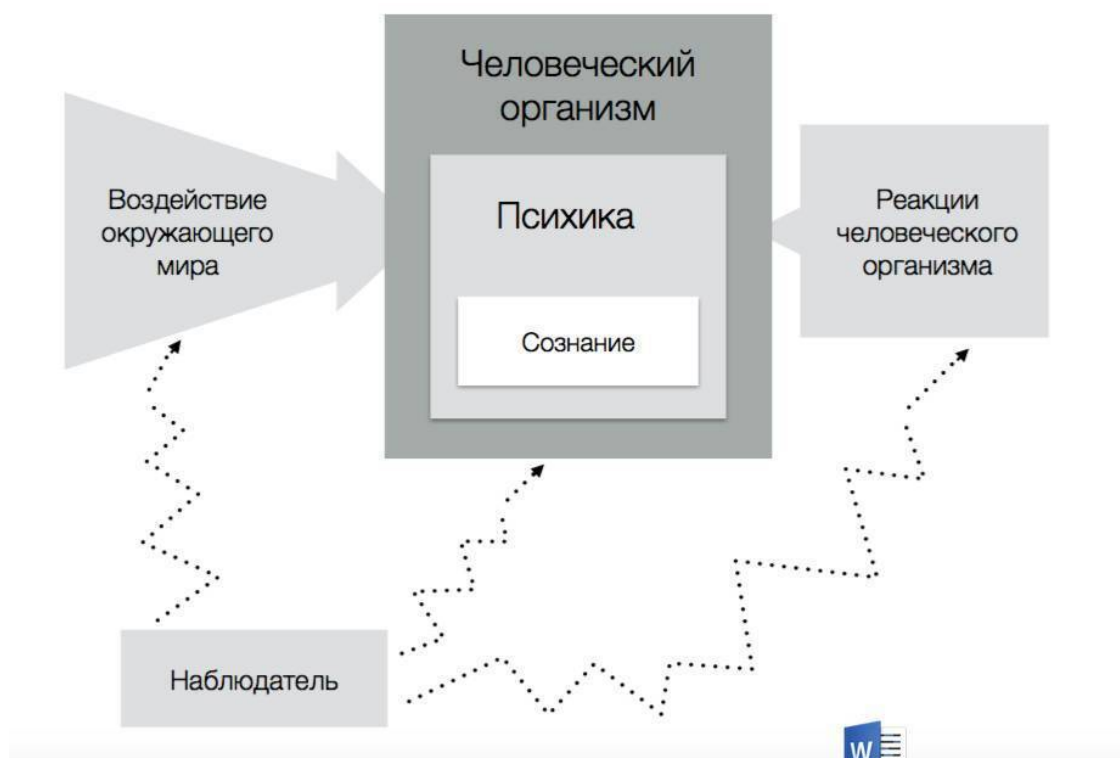 Человеческий
организм
Воздействие
окружающего
мира
Психика
Сознание
Реакции
человеческого
организма
Наблюдатель
W